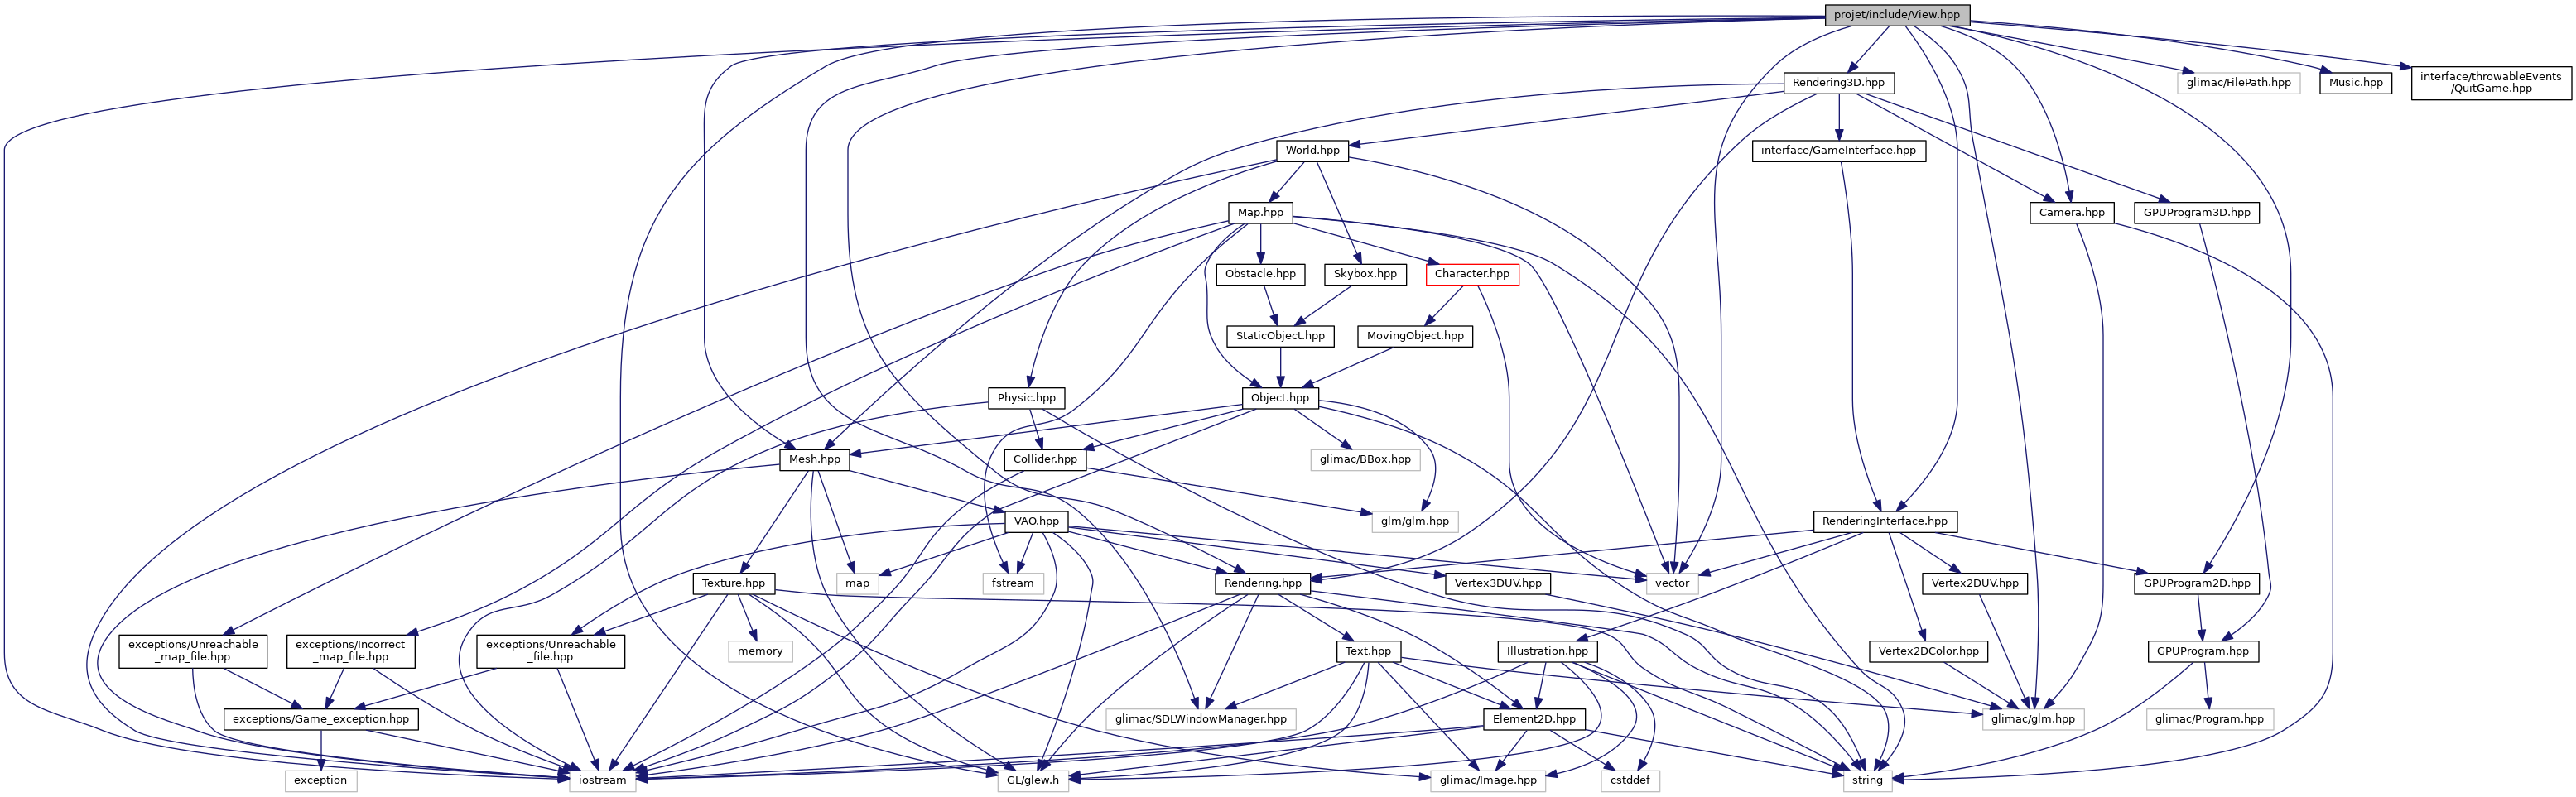 projet/include/View.hpp
Rendering3D.hpp
glimac/FilePath.hpp
Music.hpp
interface/throwableEvents
/QuitGame.hpp
World.hpp
interface/GameInterface.hpp
Map.hpp
Camera.hpp
GPUProgram3D.hpp
Obstacle.hpp
Skybox.hpp
Character.hpp
StaticObject.hpp
MovingObject.hpp
Physic.hpp
Object.hpp
Mesh.hpp
Collider.hpp
glimac/BBox.hpp
VAO.hpp
glm/glm.hpp
RenderingInterface.hpp
Texture.hpp
map
fstream
Rendering.hpp
Vertex3DUV.hpp
vector
Vertex2DUV.hpp
GPUProgram2D.hpp
exceptions/Unreachable
_map_file.hpp
exceptions/Incorrect
_map_file.hpp
exceptions/Unreachable
_file.hpp
memory
Text.hpp
Illustration.hpp
Vertex2DColor.hpp
GPUProgram.hpp
exceptions/Game_exception.hpp
glimac/SDLWindowManager.hpp
Element2D.hpp
glimac/glm.hpp
glimac/Program.hpp
exception
iostream
GL/glew.h
glimac/Image.hpp
cstddef
string